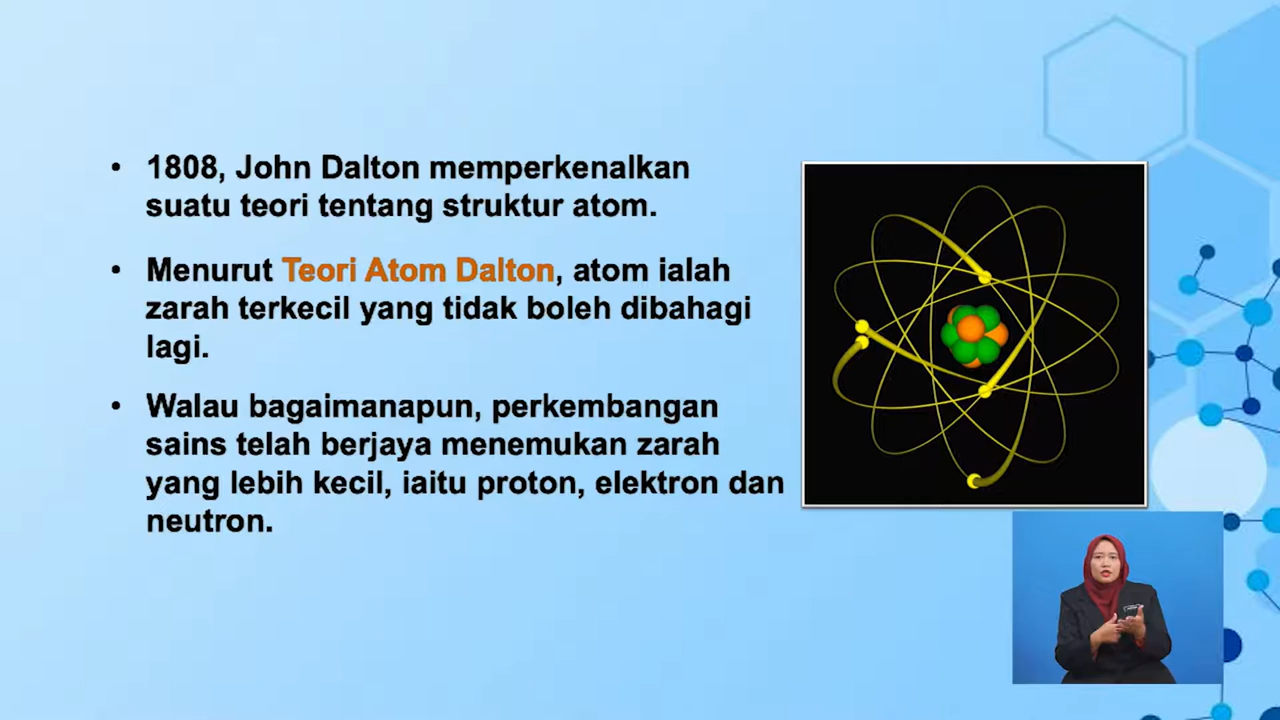 • 1808, John Dalton memperkenalkan
suatu teori tentang struktur atom.
• Menurut Teori Atom Dalton, atom ialah
zarah terkecil yang tidak boleh dibahagi
lagi.
• Walau bagaimanapun, perkembangan
sains telah berjaya menemukan zarah
yang lebih kecil, iaitu proton, elektron dan
neutron.